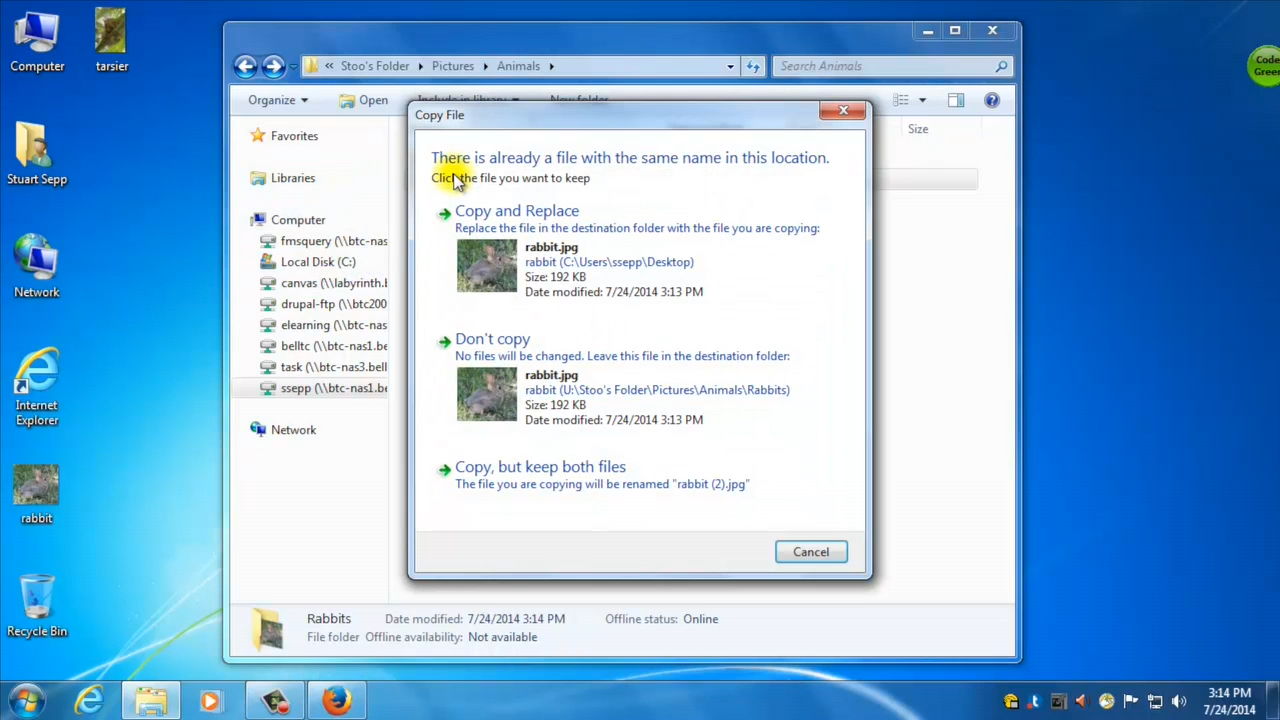 Computer
tarsier
Stuart Sepp
Network
Internet
Explorer
rabbit
Recycle Bin
Code
Green
« Stoo's Folder Pictures Animals
Search Animals
Organize Open Include in library New folder
Size
Favorites
Libraries
Computer
fmsquery (\\btc-nas
Local Disk (C:)
canvas (\\labyrinth.b
drupal-ftp (\\btc200
elearning (\\btc-nas
belltc (\\btc-nas1.be
task (\\btc-nas3.bell
ssepp (\\btc-nas1.be
Network
Copy File
There is already a file with the same name in this location.
Click the file you want to keep
Copy and Replace
Replace the file in the destination folder with the file you are copying:
rabbit.jpg
rabbit (C:\Users\ssepp\Desktop)
Size: 192 KB
Date modified: 7/24/2014 3:13 PM
Don't copy
No files will be changed. Leave this file in the destination folder:
rabbit.jpg
rabbit (U:\Stoo's Folder\Pictures\Animals\Rabbits)
Size: 192 KB
Date modified: 7/24/2014 3:13 PM
Copy, but keep both files
The file you are copying will be renamed "rabbit (2).jpg"
Cancel
Rabbits Date modified: 7/24/2014 3:14 PM Offline status: Online
File folder Offline availability: Not available
3:14 PM
7/24/2014